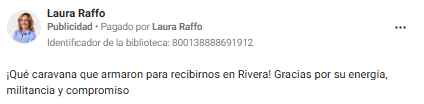 Laura Raffo
Publicidad • Pagado por Laura Raffo
Identificador de la biblioteca: 800138888691912
¡Qué caravana que armaron para recibirnos en Rivera! Gracias por su energía,
militancia y compromiso